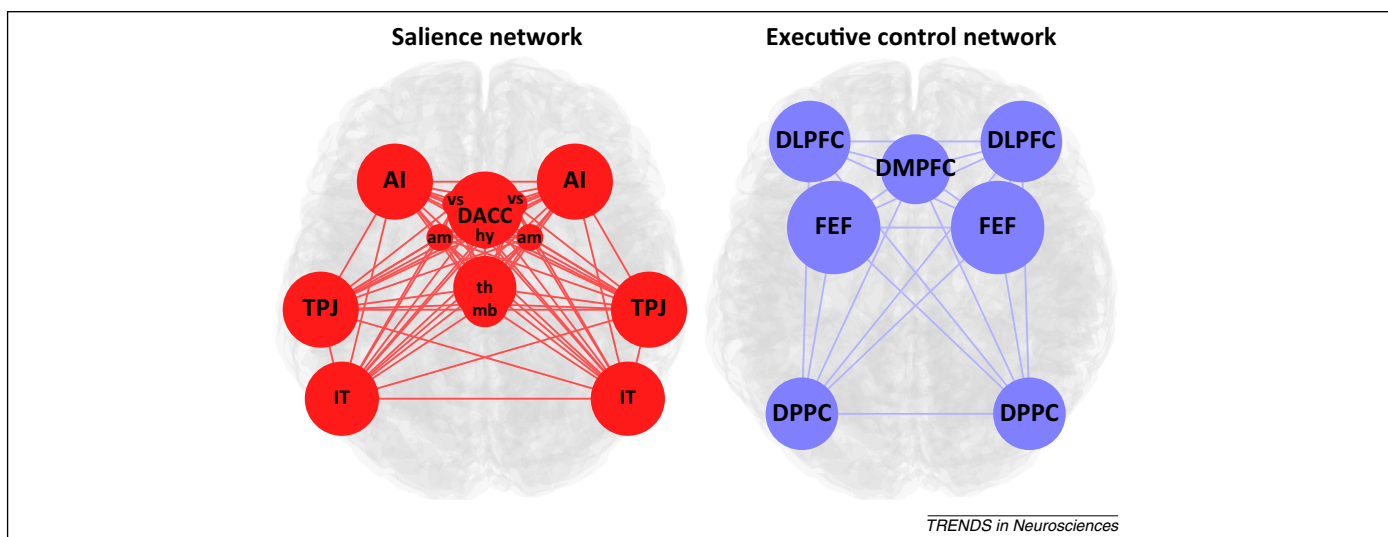 Salience network
Executive control network
AI
AI
vs
vs
DACC
am
hy
am
th
TPJ
mb
TPJ
IT
IT
DLPFC
DLPFC
DMPFC
FEF
FEF
DPPC
DPPC
TRENDS in Neurosciences